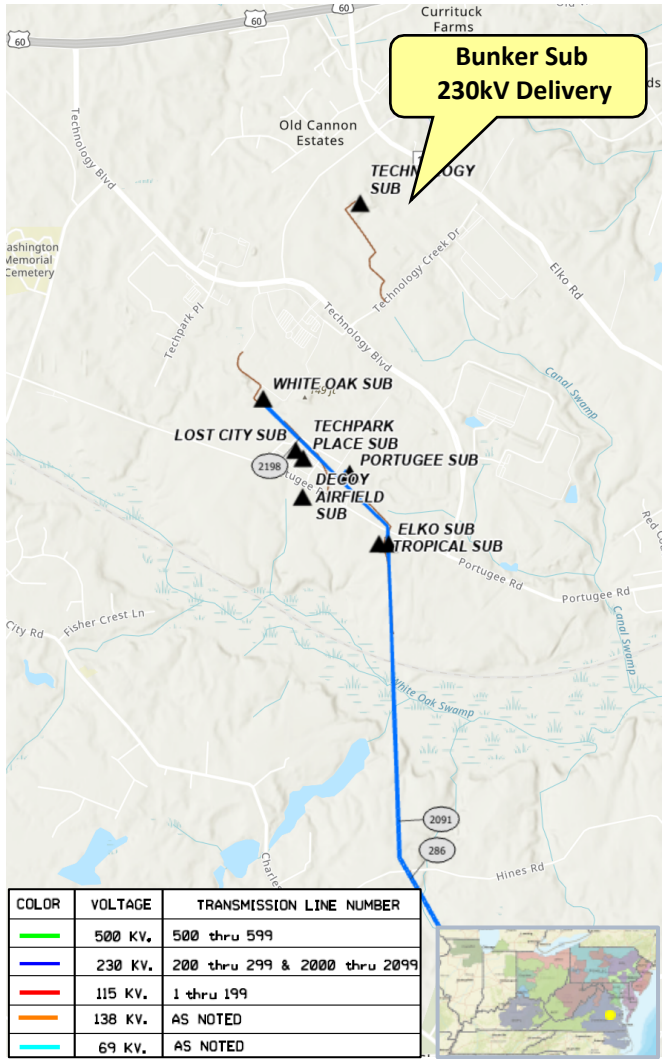 60
60
60
Currituck
Farms
Bunker Sub
230kV Delivery
Old Cannon
Estates
Technology Blvd
TECHNOLOGY
SUB
Memorial
Cemetery
Techpark Pl
Technology Creek Dr
Elko Rd
Technology Blvd
WHITE OAK SUB
Canal Swamp
TECHPARK
PLACE SUB
LOST CITY SUB
2198
PORTUGEE SUB
DECOY
AIRFIELD
SUB
ELKO SUB
TROPICAL SUB
Portugee Rd
Portugee Rd
Fisher Crest Ln
City Rd
Canal Swamp
White Oak Swamp
2091
286
Hines Rd
COLOR VOLTAGE TRANSMISSION LINE NUMBER
500 KV. 500 thru 599
230 KV. 200 thru 299 & 2000 thru 2099
115 KV. 1 thru 199
138 KV. AS NOTED
69 KV. AS NOTED